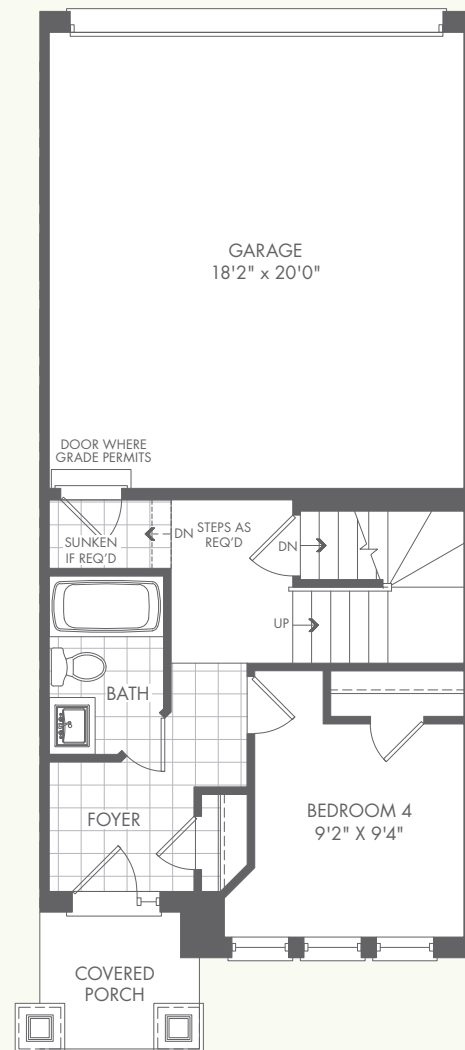 GARAGE
18'2" x 20'0"
DOOR WHERE
GRADE PERMITS
SUNKEN
IF REQ'D
DN
STEPS AS
REQ'D
DN
UP
BATH
FOYER
BEDROOM 4
9'2" X 9'4"
COVERED
PORCH